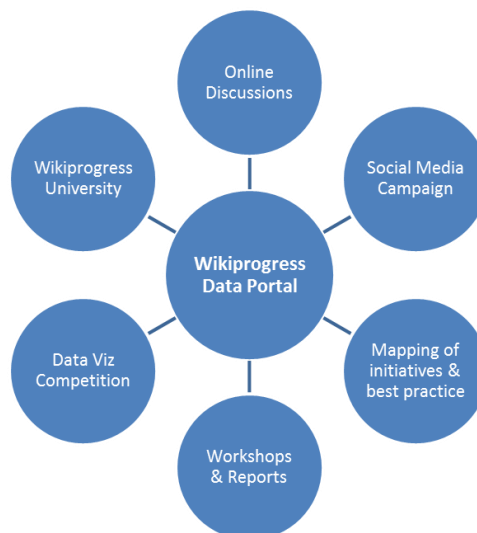 Online
Discussions
Wikiprogress
University
Social Media
Campaign
Wikiprogress
Data Portal
Data Viz
Competition
Mapping of
initiatives &
best practice
Workshops
& Reports